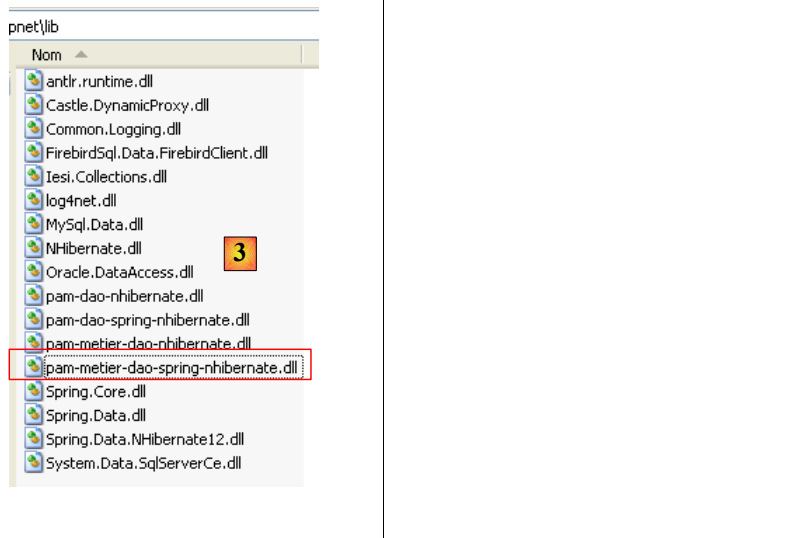 pnet\lib
Nom
antlr.runtime.dll
Castle.DynamicProxy.dll
Common.Logging.dll
FirebirdSql.Data.FirebirdClient.dll
Iesi.Collections.dll
log4net.dll
MySql.Data.dll
NHibernate.dll
3
Oracle.DataAccess.dll
pam-dao-nhibernate.dll
pam-dao-spring-nhibernate.dll
pam-metier-dao-nhibernate.dll
pam-metier-dao-spring-nhibernate.dll
Spring.Core.dll
Spring.Data.dll
Spring.Data.NHibernate12.dll
System.Data.SqlServerCe.dll